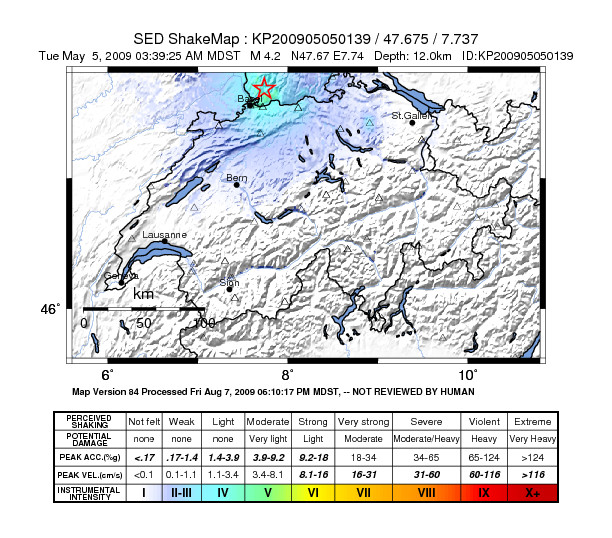 SED ShakeMap : KP200905050139 / 47.675 / 7.737
Tue May 5, 2009 03:39:25 AM MDST M 4.2 N47.67 E7.74 Depth: 12.0km ID:KP200905050139
Basel
St.Gallen
Bern
Lausanne
Geneva
Sion
km
0 50 100
46°
6° 8° 10°
Map Version 84 Processed Fri Aug 7, 2009 06:10:17 PM MDST, -- NOT REVIEWED BY HUMAN
PERCEIVED SHAKING Not felt Weak Light Moderate Strong Very strong Severe Violent Extreme
POTENTIAL DAMAGE none none none Very light Light Moderate Moderate/Heavy Heavy Very Heavy
PEAK ACC.(%g) <.17 .17-1.4 1.4-3.9 3.9-9.2 9.2-18 18-34 34-65 65-124 >124
PEAK VEL.(cm/s) <0.1 0.1-1.1 1.1-3.4 3.4-8.1 8.1-16 16-31 31-60 60-116 >116
INSTRUMENTAL INTENSITY I II-III IV V VI VII VIII IX X+